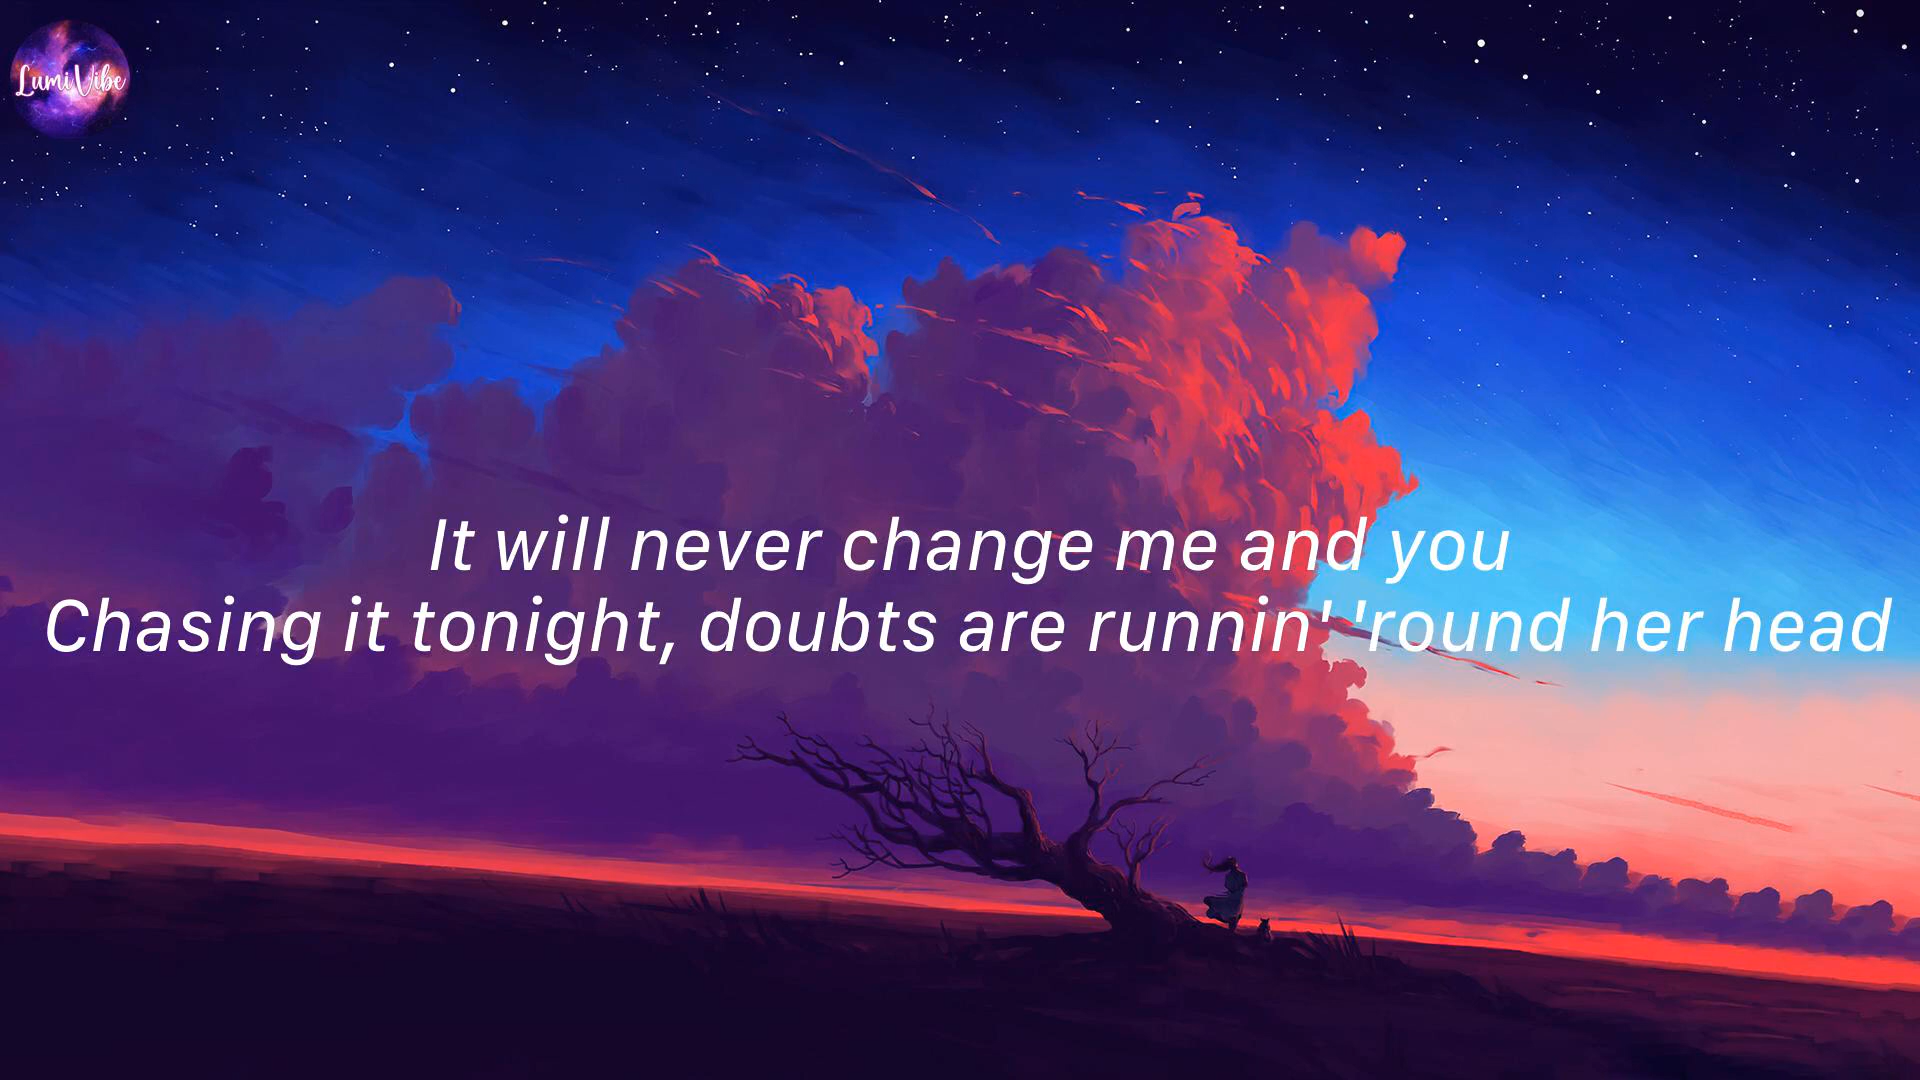 LumiVibe
It will never change me and you
Chasing it tonight, doubts are runnin' 'round her head